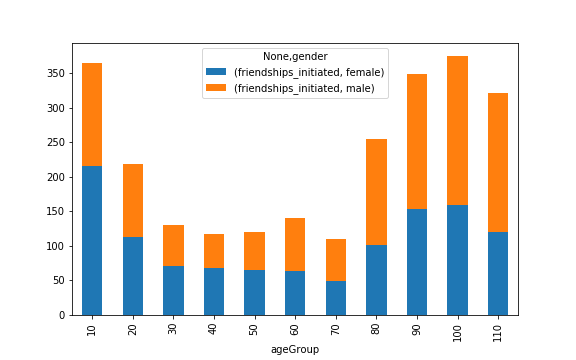 None,gender
(friendships_initiated, female)
(friendships_initiated, male)
350
300
250
200
150
100
50
0
10 20 30 40 50 60 70 80 90 100 110
ageGroup